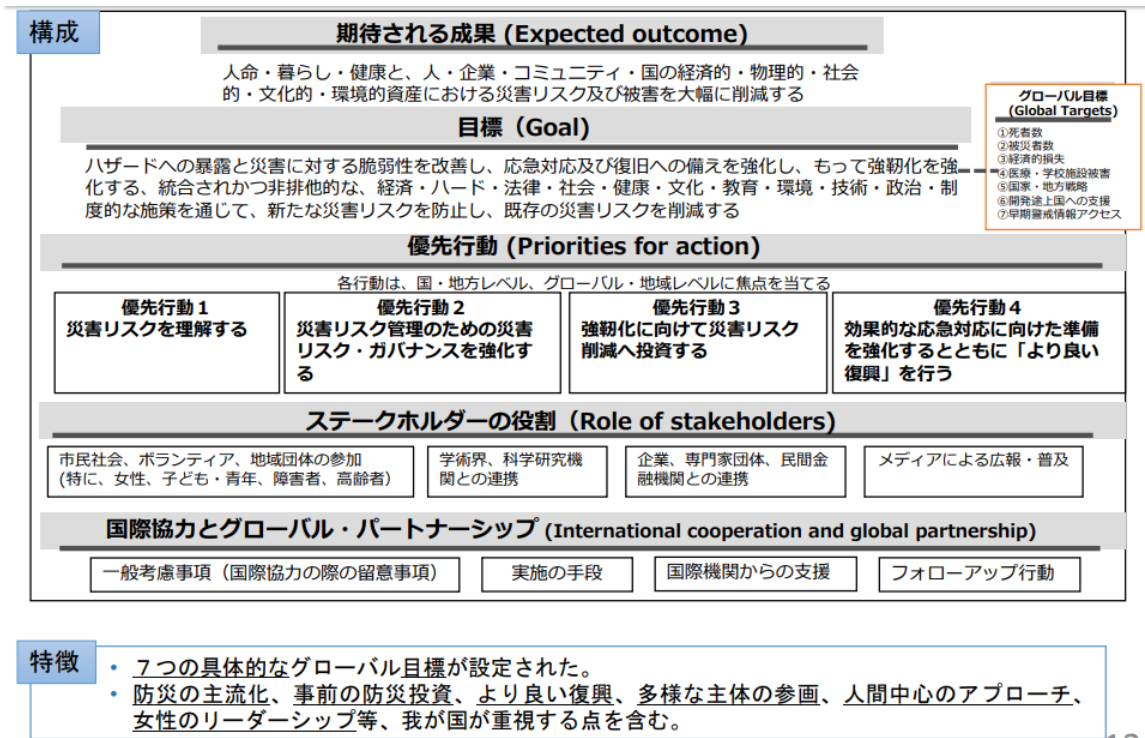 構成
期待される成果 (Expected outcome)
人命・暮らし・健康と、人・企業・コミュニティ・国の経済的・物理的・社会
的・文化的・環境的資産における災害リスク及び被害を大幅に削減する
目標（Goal)
ハザードへの暴露と災害に対する脆弱性を改善し、応急対応及び復旧への備えを強化し、もって強靭化を強
化する、統合されかつ非排他的な、経済・ハード・法律・社会・健康・文化・教育・環境・技術・政治・制
度的な施策を通じて、新たな災害リスクを防止し、既存の災害リスクを削減する
グローバル目標
(Global Targets)
①死者数
②被災者数
③経済的損失
④医療・学校施設被害
⑤国家・地方戦略
⑥開発途上国への支援
⑦早期警戒情報アクセス
優先行動 (Priorities for action)
各行動は、国・地方レベル、グローバル・地域レベルに焦点を当てる
優先行動１
災害リスクを理解する
優先行動２
災害リスク管理のための災害
リスク・ガバナンスを強化す
る
優先行動３
強靭化に向けて災害リスク
削減へ投資する
優先行動４
効果的な応急対応に向けた準備
を強化するとともに「より良い
復興」を行う
ステークホルダーの役割（Role of stakeholders)
市民社会、ボランティア、地域団体の参加
(特に、女性、子ども・青年、障害者、高齢者）
学術界、科学研究機
関との連携
企業、専門家団体、民間金
融機関との連携
メディアによる広報・普及
国際協力とグローバル・パートナーシップ (International cooperation and global partnership)
一般考慮事項（国際協力の際の留意事項）
実施の手段
国際機関からの支援
フォローアップ行動
特徴
• ７つの具体的なグローバル目標が設定された。
• 防災の主流化、事前の防災投資、より良い復興、多様な主体の参画、人間中心のアプローチ、
女性のリーダーシップ等、我が国が重視する点を含む。